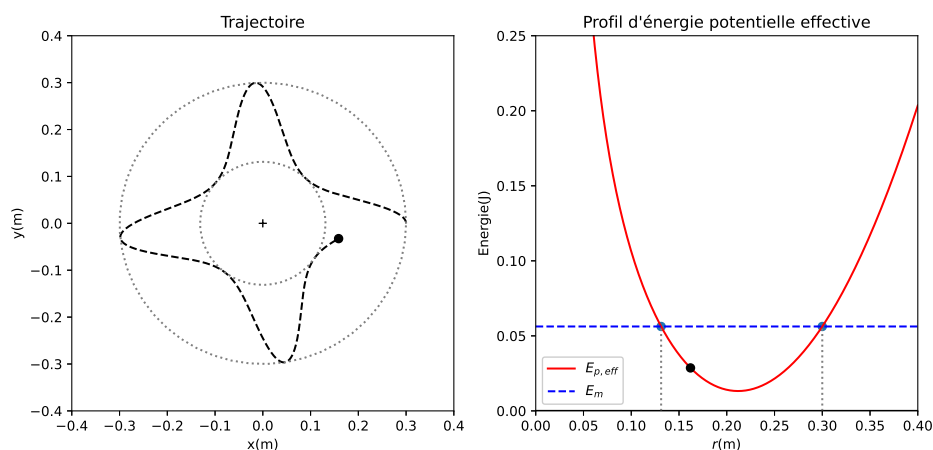 Trajectoire
0.4
0.3
0.2
0.1
0.0
−0.1
−0.2
−0.3
−0.4
y(m)
−0.4 −0.3 −0.2 −0.1 0.0 0.1 0.2 0.3 0.4
x(m)
Profil d'énergie potentielle effective
0.25
0.20
0.15
0.10
0.05
0.00
Energie(J)
E_{p,eff}
E_m
0.00 0.05 0.10 0.15 0.20 0.25 0.30 0.35 0.40
r(m)